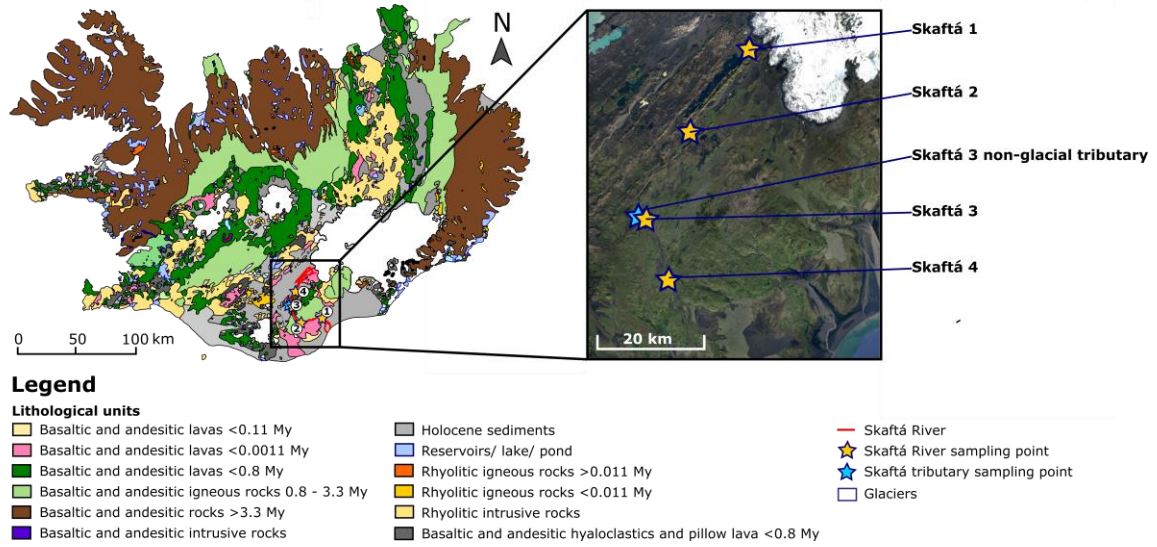 N
Skaftá 1
Skaftá 2
Skaftá 3 non-glacial tributary
Skaftá 3
Skaftá 4
4
3
1
2
0 50 100 km
20 km
Legend
Lithological units
Basaltic and andesitic lavas <0.11 My
Basaltic and andesitic lavas <0.0011 My
Basaltic and andesitic lavas <0.8 My
Basaltic and andesitic igneous rocks 0.8 - 3.3 My
Basaltic and andesitic rocks >3.3 My
Basaltic and andesitic intrusive rocks
Holocene sediments
Reservoirs/ lake/ pond
Rhyolitic igneous rocks >0.011 My
Rhyolitic igneous rocks <0.011 My
Rhyolitic intrusive rocks
Basaltic and andesitic hyaloclastics and pillow lava <0.8 My
Skaftá River
Skaftá River sampling point
Skaftá tributary sampling point
Glaciers